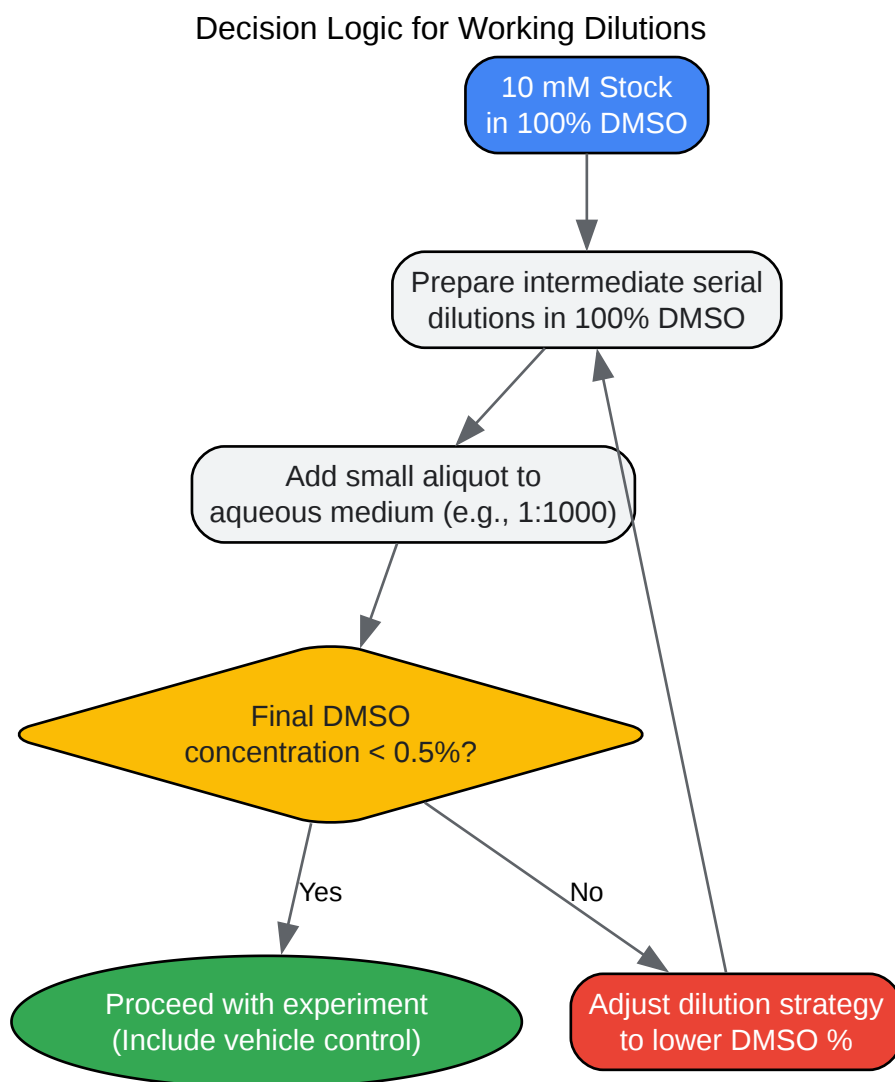 Decision Logic for Working Dilutions
10 mM Stock
in 100% DMSO
Prepare intermediate serial
dilutions in 100% DMSO
Add small aliquot to
aqueous medium (e.g., 1:1000)
Final DMSO
concentration < 0.5%?
Yes
No
Proceed with experiment
(Include vehicle control)
Adjust dilution strategy
to lower DMSO %